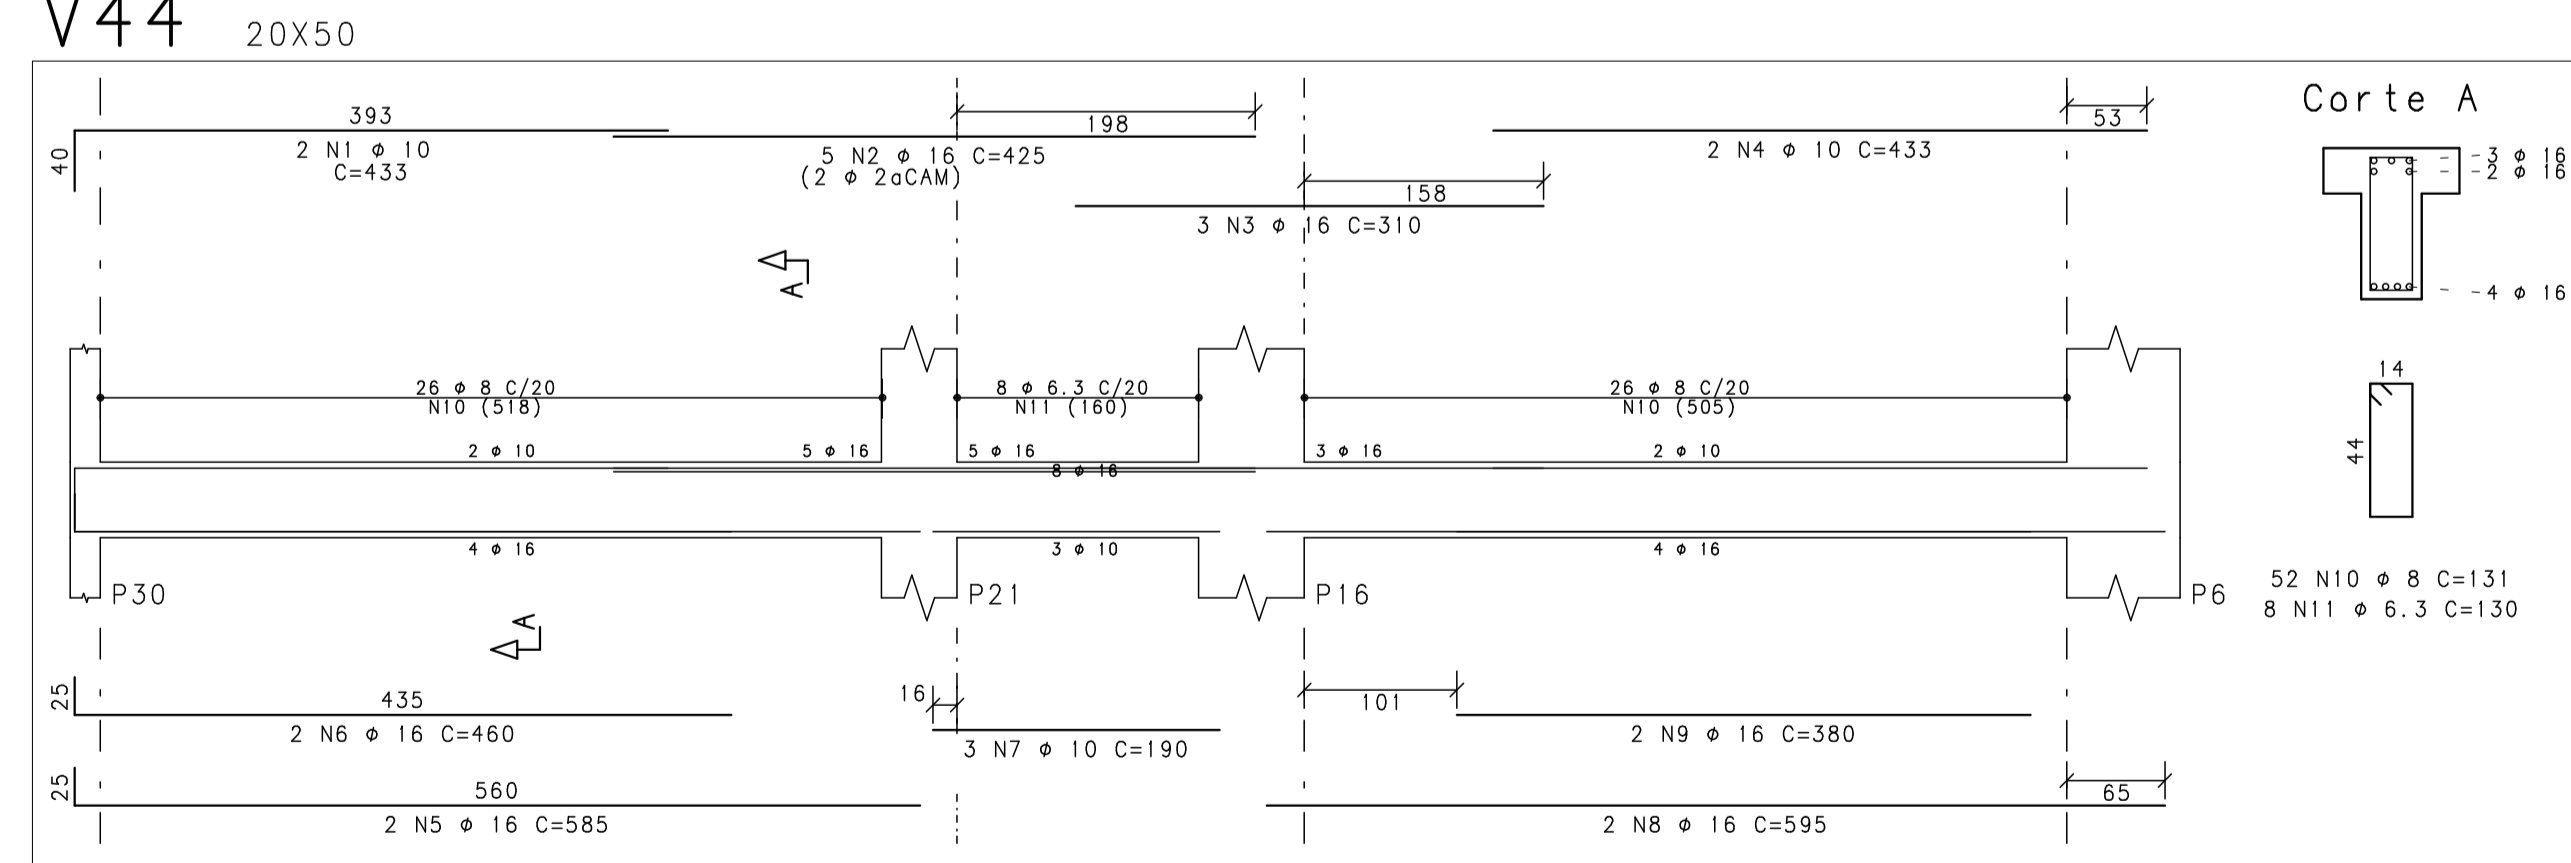 V44 20X50
393
198
53
Corte A
40
2 N1  φ 10
C=433
5 N2 φ 16 C=425
(2 φ 2aCAM)
2 N4 φ 10 C=433
3 φ 16
2 φ 16
158
3 N3 φ 16 C=310
A
4 φ 16
26 φ 8 C/20
N10 (518)
8 φ 6.3 C/20
N11 (160)
26 φ 8 C/20
N10 (505)
14
44
2 φ 10
5 φ 16
5 φ 16
3 φ 16
2 φ 10
8 φ 16
4 φ 16
3 φ 10
4 φ 16
P30
P21
P16
P6
52 N10 φ 8 C=131
8 N11 φ 6.3 C=130
A
25
435
16
101
2 N6 φ 16 C=460
3 N7 φ 10 C=190
2 N9 φ 16 C=380
25
560
65
2 N5 φ 16 C=585
2 N8 φ 16 C=595